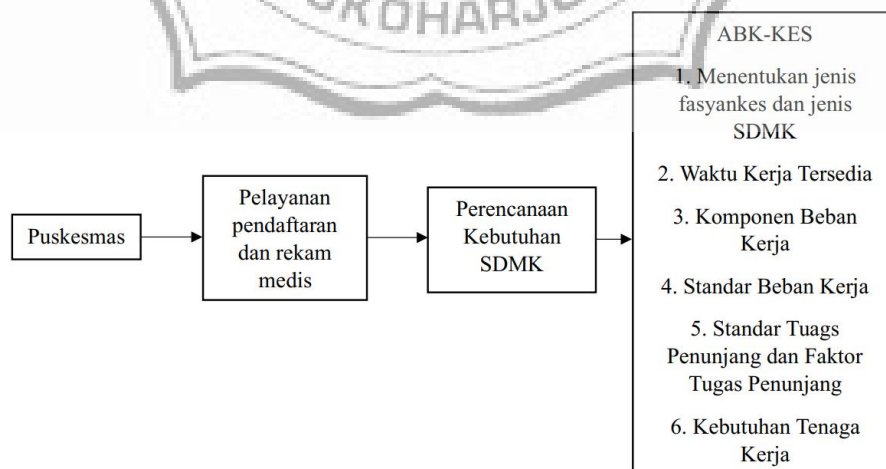 UKOHARJO
Puskesmas
Pelayanan
pendaftaran
dan rekam
medis
Perencanaan
Kebutuhan
SDMK
ABK-KES
1. Menentukan jenis
fasyankes dan jenis
SDMK
2. Waktu Kerja Tersedia
3. Komponen Beban
Kerja
4. Standar Beban Kerja
5. Standar Tuags
Penunjang dan Faktor
Tugas Penunjang
6. Kebutuhan Tenaga
Kerja